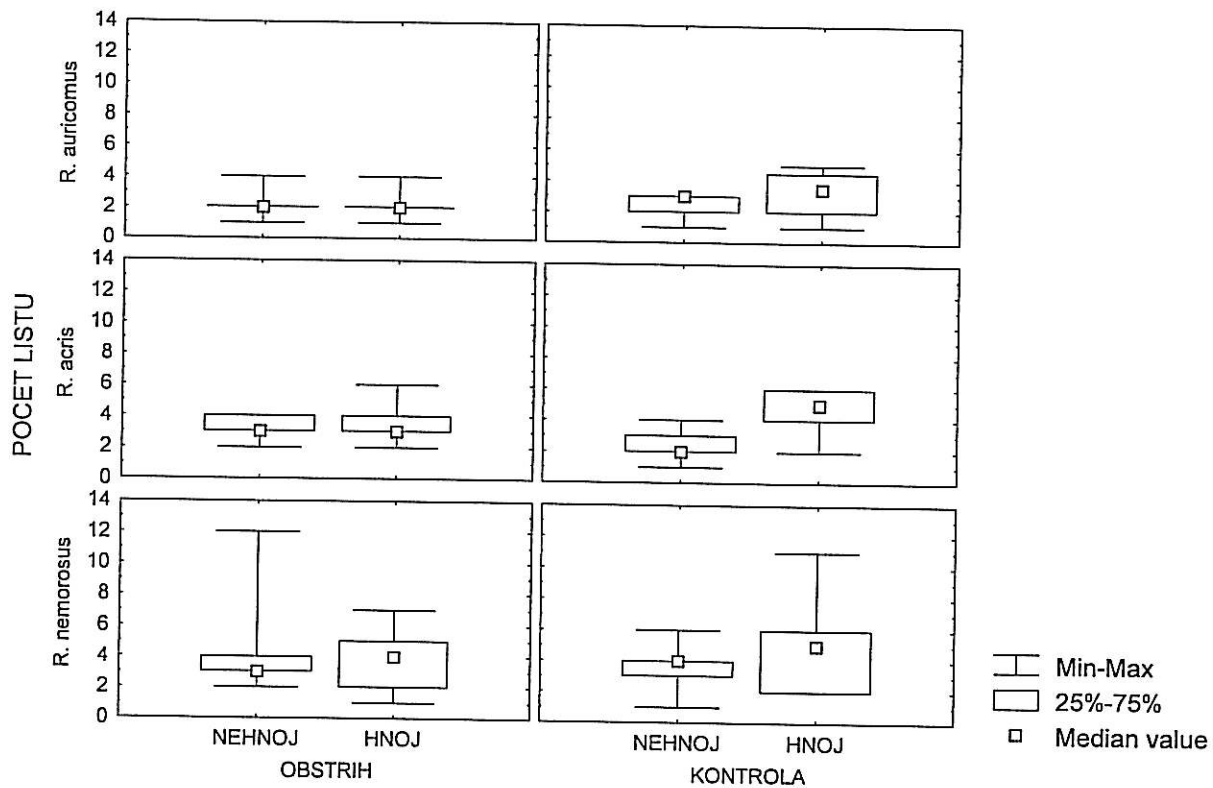 POCET LISTU
R. auricomus
14
12
10
8
6
4
2
0
R. acris
14
12
10
8
6
4
2
0
R. nemorosus
14
12
10
8
6
4
2
0
NEHNOJ HNOJ
OBSTRIH
NEHNOJ HNOJ
KONTROLA
Min-Max
25%-75%
Median value